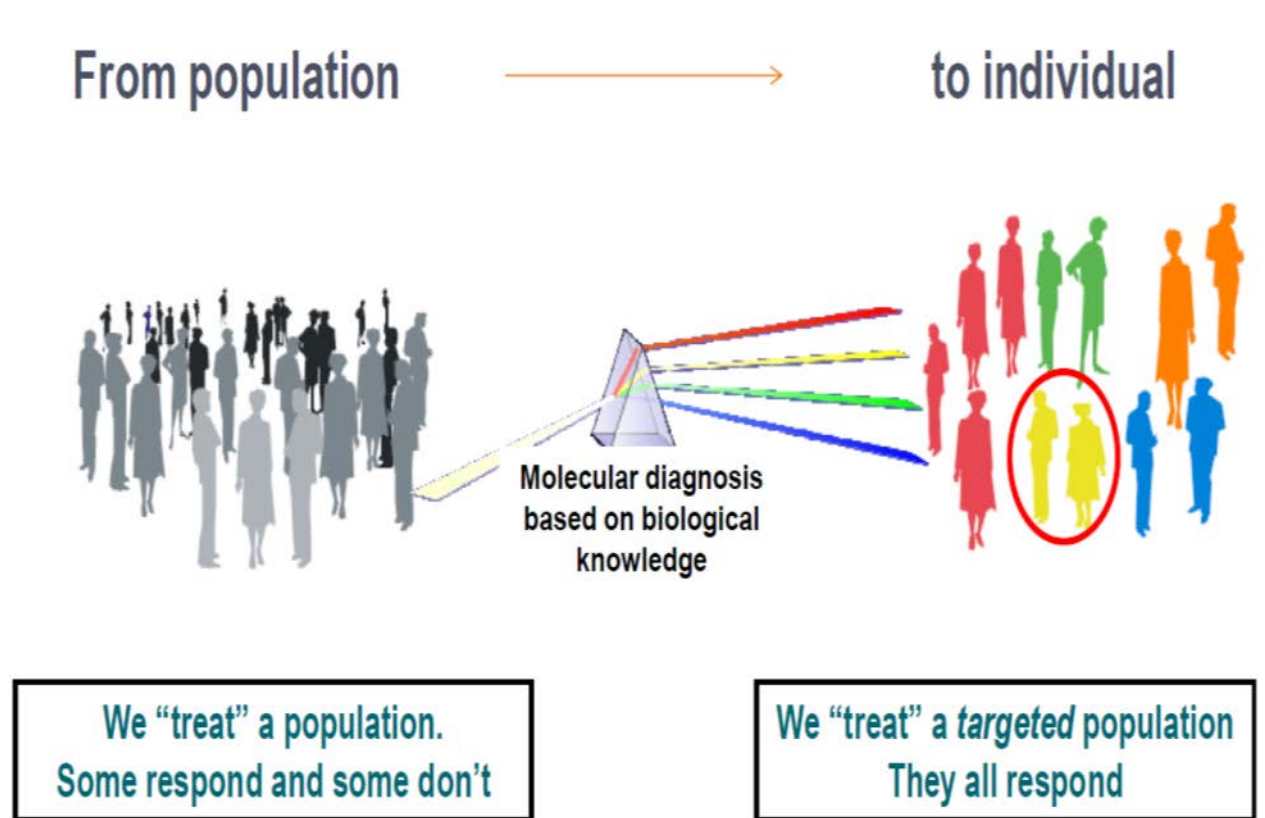 From population
to individual
Molecular diagnosis
based on biological
knowledge
We “treat” a population.
Some respond and some don’t
We “treat” a targeted population
They all respond